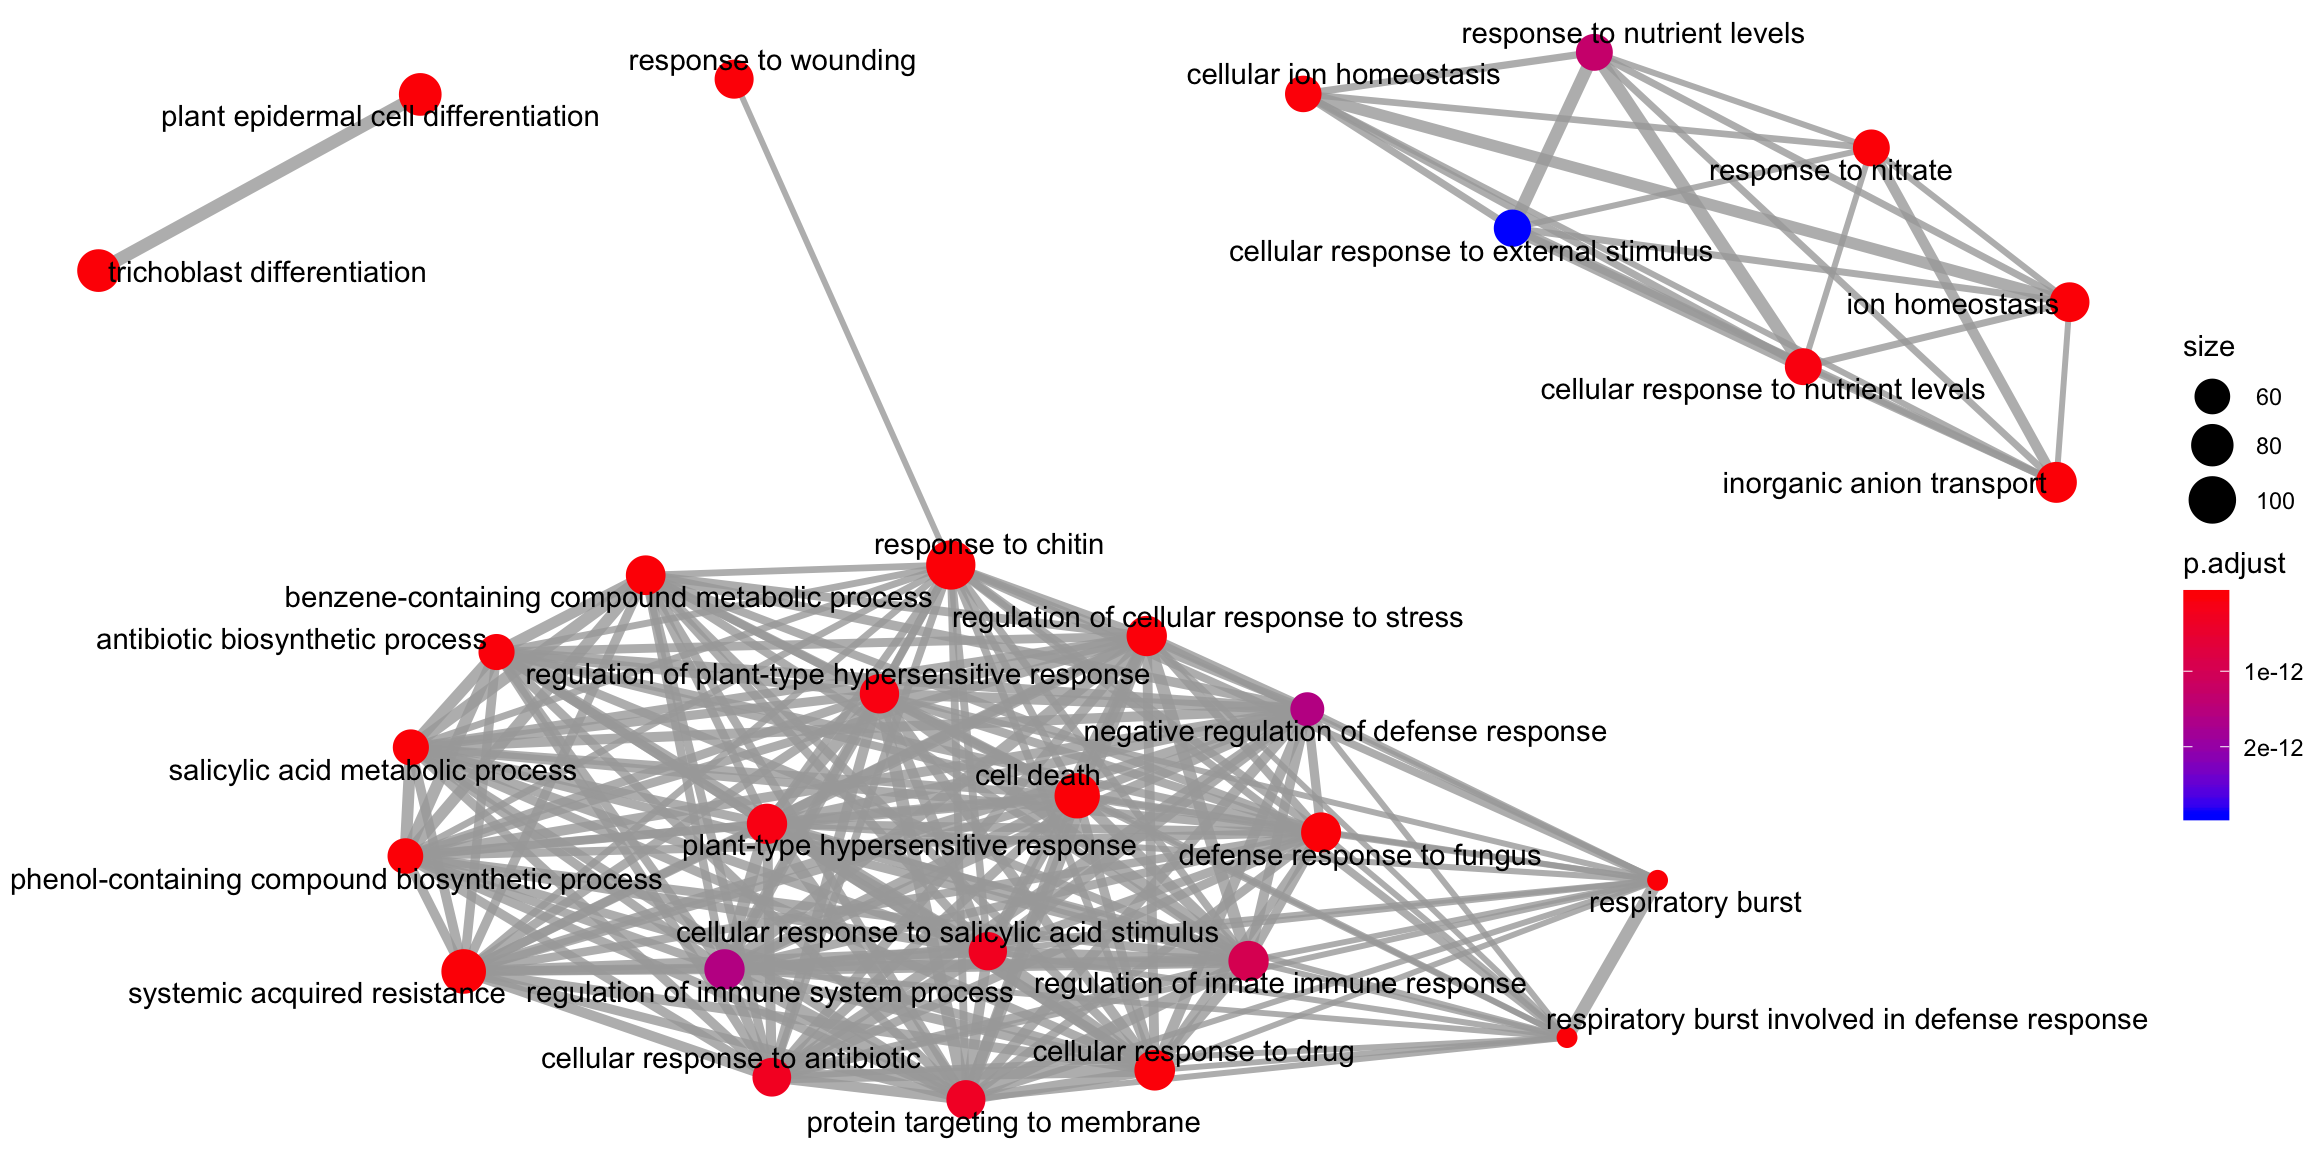 response to nutrient levels
response to wounding
cellular ion homeostasis
plant epidermal cell differentiation
response to nitrate
cellular response to external stimulus
trichoblast differentiation
ion homeostasis
cellular response to nutrient levels
inorganic anion transport
size
60
80
100
p.adjust
1e-12
2e-12
response to chitin
benzene-containing compound metabolic process
regulation of cellular response to stress
antibiotic biosynthetic process
regulation of plant-type hypersensitive response
negative regulation of defense response
salicylic acid metabolic process
cell death
plant-type hypersensitive response
defense response to fungus
phenol-containing compound biosynthetic process
respiratory burst
cellular response to salicylic acid stimulus
regulation of innate immune response
systemic acquired resistance
regulation of immune system process
respiratory burst involved in defense response
cellular response to antibiotic
cellular response to drug
protein targeting to membrane